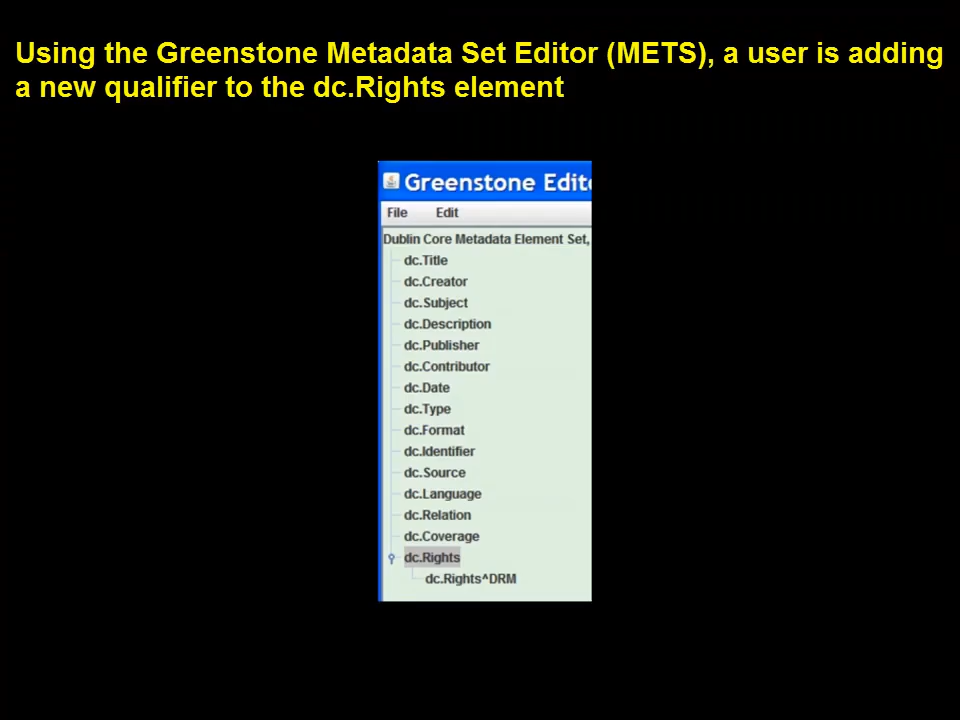 Using the Greenstone Metadata Set Editor (METS), a user is adding
a new qualifier to the dc.Rights element
Greenstone Edit
File Edit
Dublin Core Metadata Element Set,
dc.Title
dc.Creator
dc.Subject
dc.Description
dc.Publisher
dc.Contributor
dc.Date
dc.Type
dc.Format
dc.Identifier
dc.Source
dc.Language
dc.Relation
dc.Coverage
dc.Rights
dc.Rights^DRM